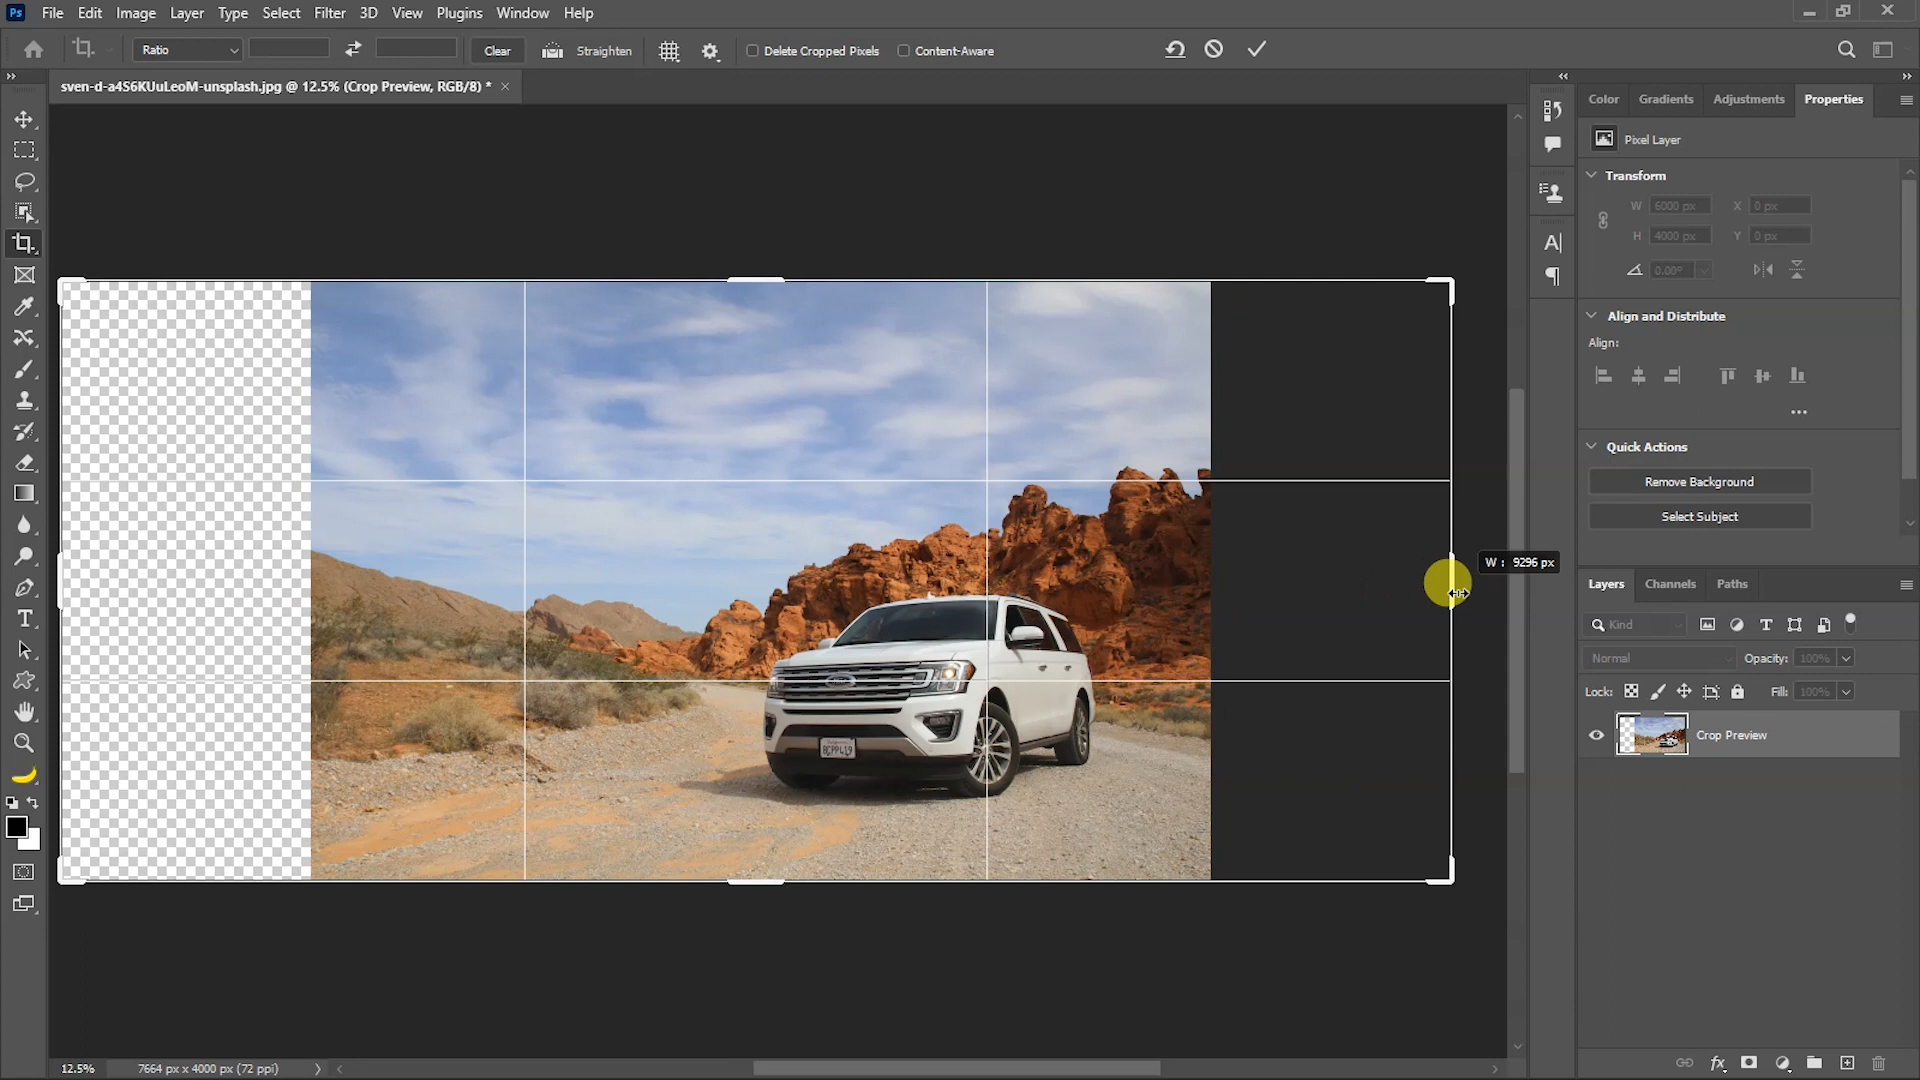 Ps File Edit Image Layer Type Select Filter 3D View Plugins Window Help
Ratio Clear Straighten Delete Cropped Pixels Content-Aware
sven-d-a4S6KUuLeoM-unsplash.jpg @ 12.5% (Crop Preview, RGB/8) *
Color Gradients Adjustments Properties
Pixel Layer
Transform
W 6000 px X 0 px
H 4000 px Y 0 px
0.00°
Align and Distribute
Align:
Quick Actions
Remove Background
Select Subject
W : 9296 px
Layers Channels Paths
Kind
Normal Opacity: 100%
Lock: Fill: 100%
Crop Preview
8CPP419
12.5% 7664 px x 4000 px (72 ppi)